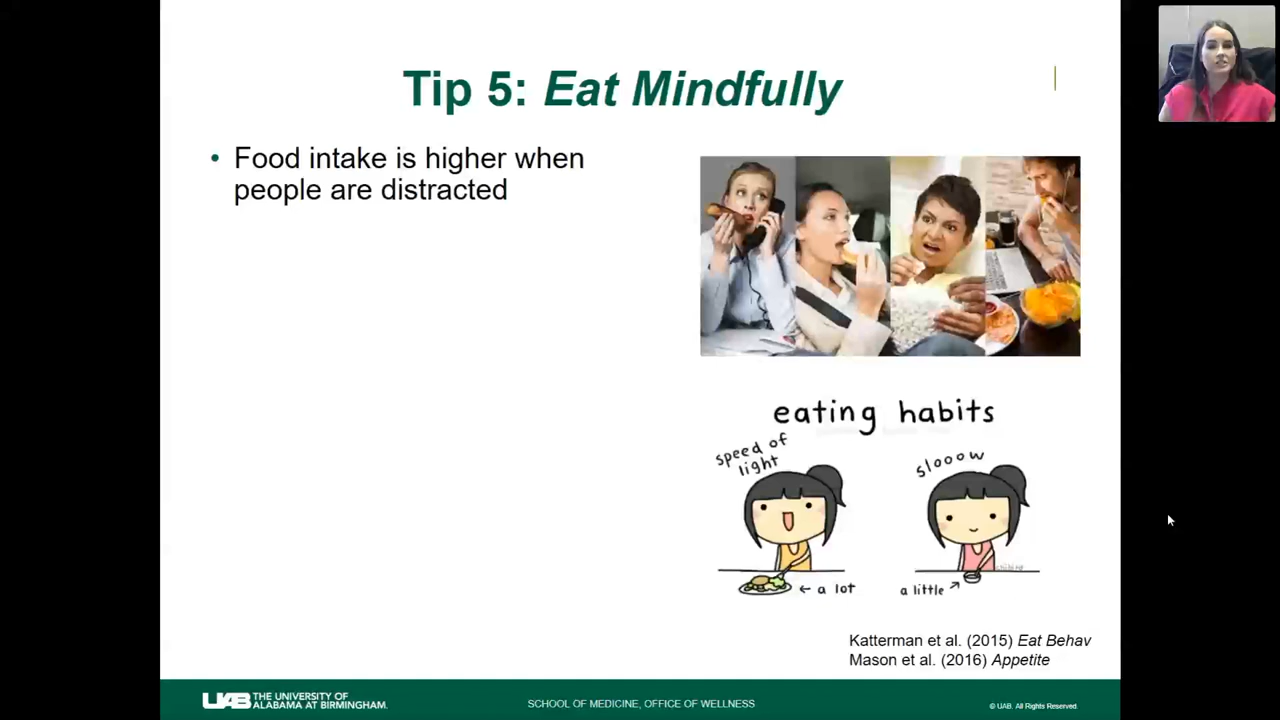 Tip 5: Eat Mindfully
• Food intake is higher when
people are distracted
eating habits
speed of
light
slooow
← a lot
a little
Katterman et al. (2015) Eat Behav
Mason et al. (2016) Appetite
UAB THE UNIVERSITY OF
ALABAMA AT BIRMINGHAM.
SCHOOL OF MEDICINE, OFFICE OF WELLNESS
© UAB. All Rights Reserved.